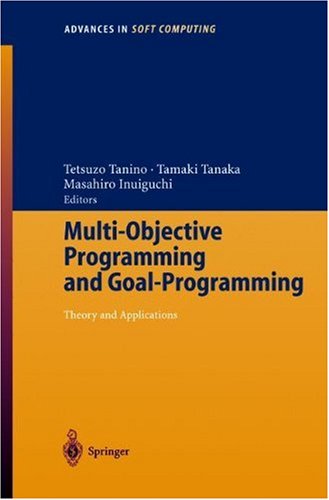 ADVANCES IN SOFT COMPUTING
Tetsuzo Tanino · Tamaki Tanaka
Masahiro Inuiguchi
Editors
Multi-Objective
Programming
and Goal-Programming
Theory and Applications
Springer